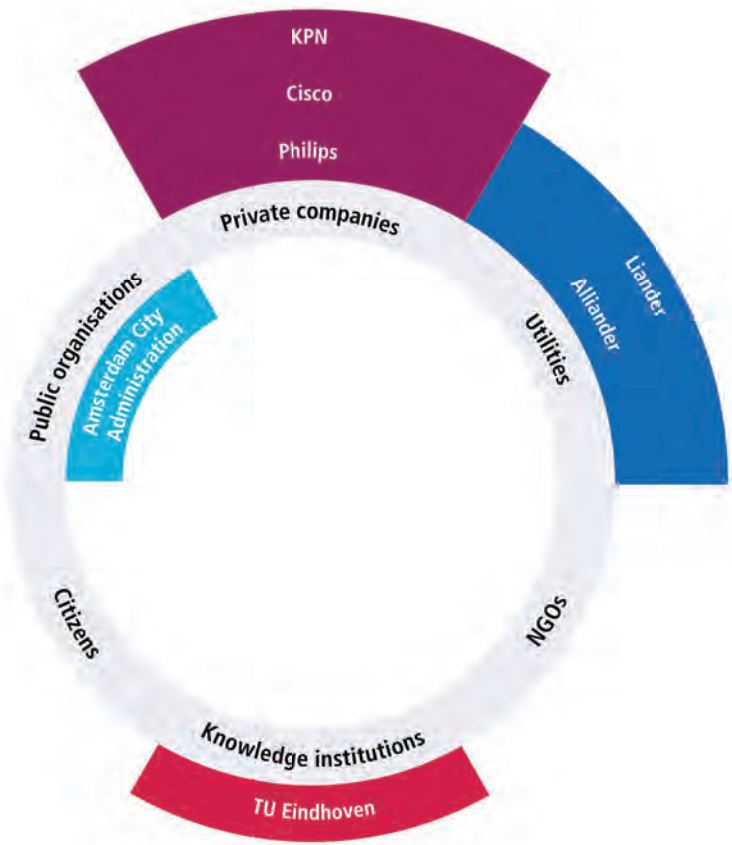 KPN
Cisco
Philips
Private companies
Liander
Alliander
Utilities
Public organisations
Amsterdam City
Administration
Citizens
NGOs
Knowledge institutions
TU Eindhoven